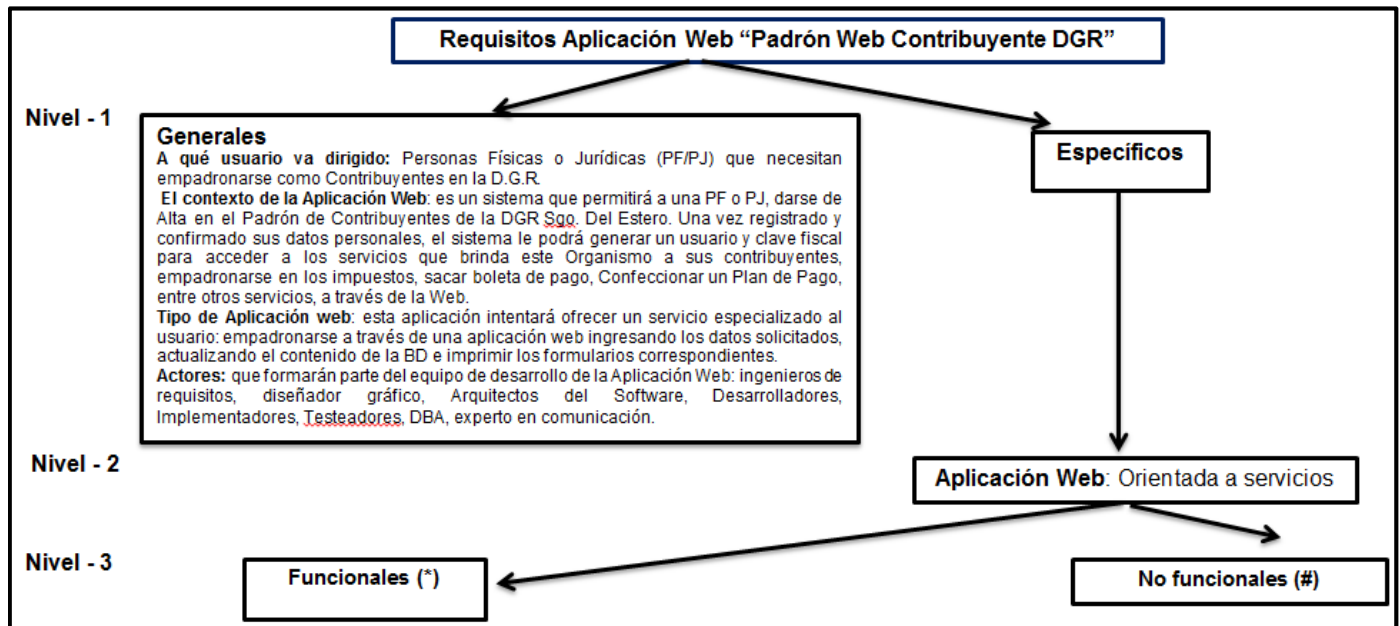 Requisitos Aplicación Web “Padrón Web Contribuyente DGR”
Nivel - 1
Generales
A qué usuario va dirigido: Personas Físicas o Jurídicas (PF/PJ) que necesitan
empadronarse como Contribuyentes en la D.G.R.
El contexto de la Aplicación Web: es un sistema que permitirá a una PF o PJ, darse de
Alta en el Padrón de Contribuyentes de la DGR Sgo. Del Estero. Una vez registrado y
confirmado sus datos personales, el sistema le podrá generar un usuario y clave fiscal
para acceder a los servicios que brinda este Organismo a sus contribuyentes,
empadronarse en los impuestos, sacar boleta de pago, Confeccionar un Plan de Pago,
entre otros servicios, a través de la Web.
Tipo de Aplicación web: esta aplicación intentará ofrecer un servicio especializado al
usuario: empadronarse a través de una aplicación web ingresando los datos solicitados,
actualizando el contenido de la BD e imprimir los formularios correspondientes.
Actores: que formarán parte del equipo de desarrollo de la Aplicación Web: ingenieros de
requisitos, diseñador gráfico, Arquitectos del Software, Desarrolladores,
Implementadores, Testeadores, DBA, experto en comunicación.
Específicos
Nivel - 2
Aplicación Web: Orientada a servicios
Nivel - 3
Funcionales (*)
No funcionales (#)